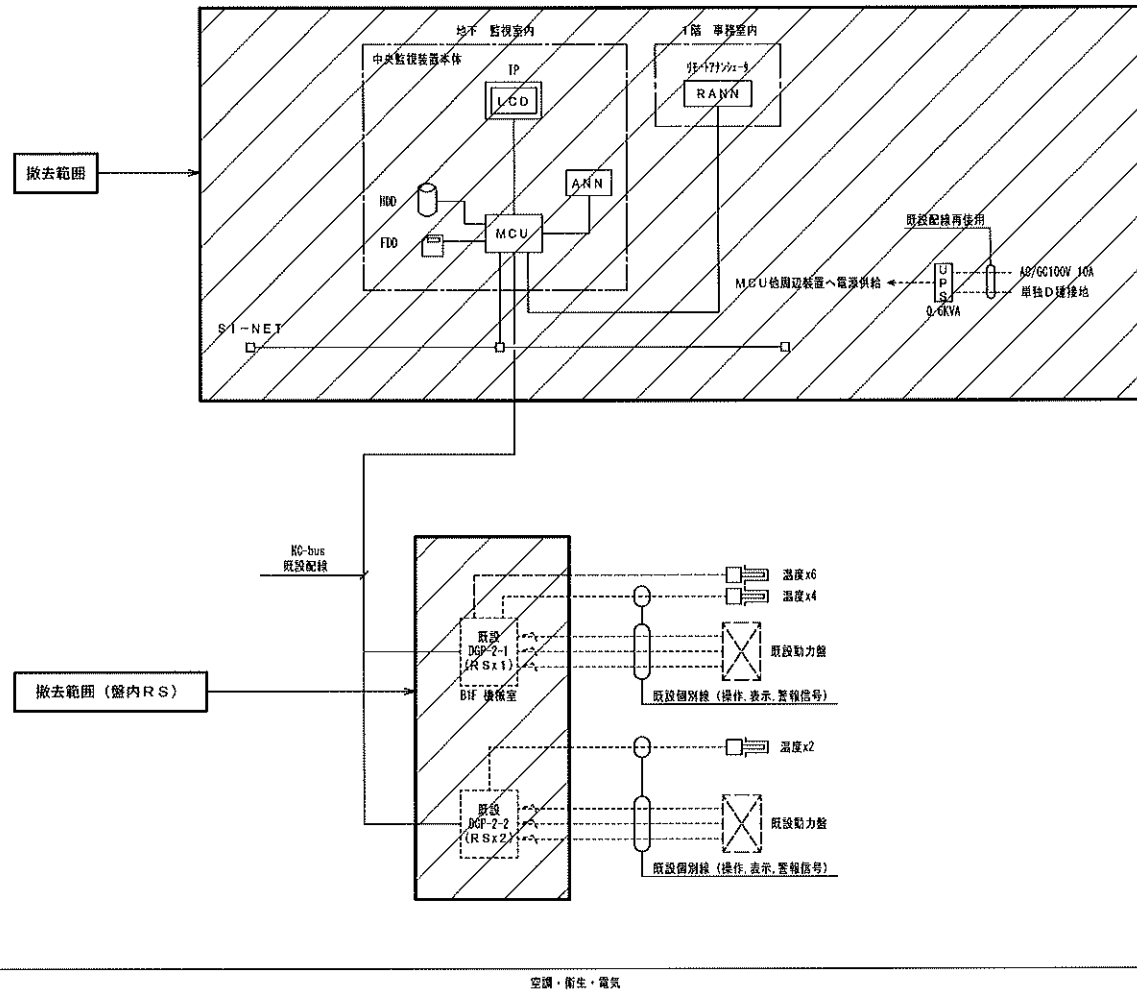 地下 監視室内
1階 事務室内
中央監視装置本体
TP
LCD
リモートアナンシェータ
RANN
撤去範囲
ANN
HDD
MCU
FDD
既設配線再使用
MCU他周辺装置へ電源供給
UPS
AC/GC100V 10A
単独D種接地
0.6KVA
SI-NET
NC-bus
既設配線
温度x6
温度x4
既設
DGP-2-1
(RSx1)
B1F 機械室
既設動力盤
撤去範囲（盤内RS）
既設個別線（操作,表示,警報信号）
温度x2
既設
DGP-2-2
(RSx2)
既設動力盤
既設個別線（操作,表示,警報信号）
空調・衛生・電気